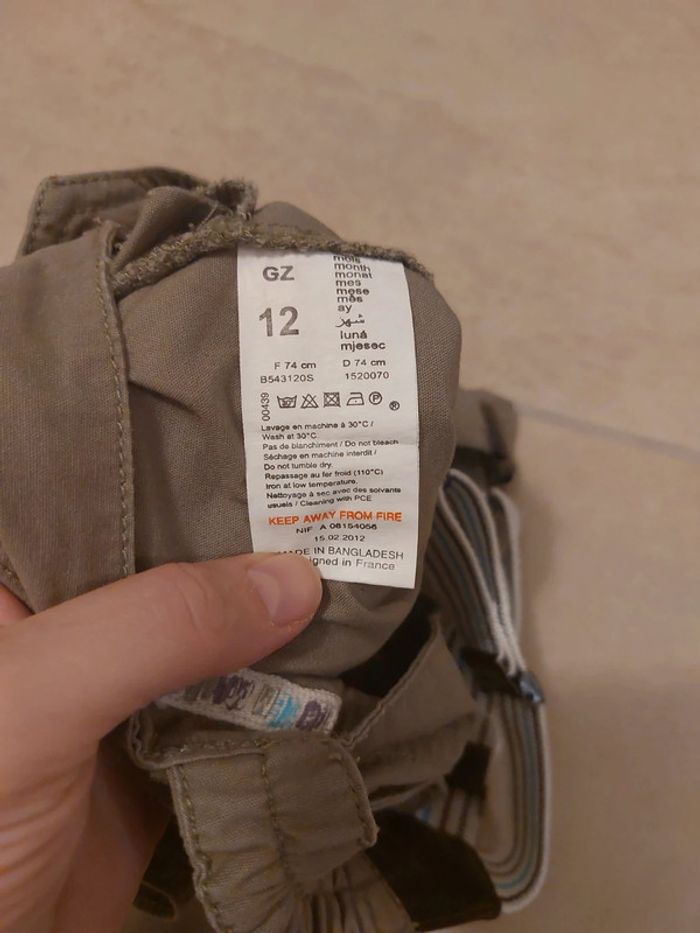 GZ
12
mois
month
monat
mes
mese
mês
ay
شهر
luná
mjesec
F 74 cm D 74 cm
B543120S 1520070
00439
Lavage en machine à 30°C /
Wash at 30°C
Pas de blanchiment / Do not bleach
Séchage en machine interdit /
Do not tumble dry.
Repassage au fer froid (110°C)
Iron at low temperature.
Nettoyage à sec avec des solvants
usuels / Cleaning with PCE
KEEP AWAY FROM FIRE
NIF A 08154056
15.02.2012
MADE IN BANGLADESH
igned in France